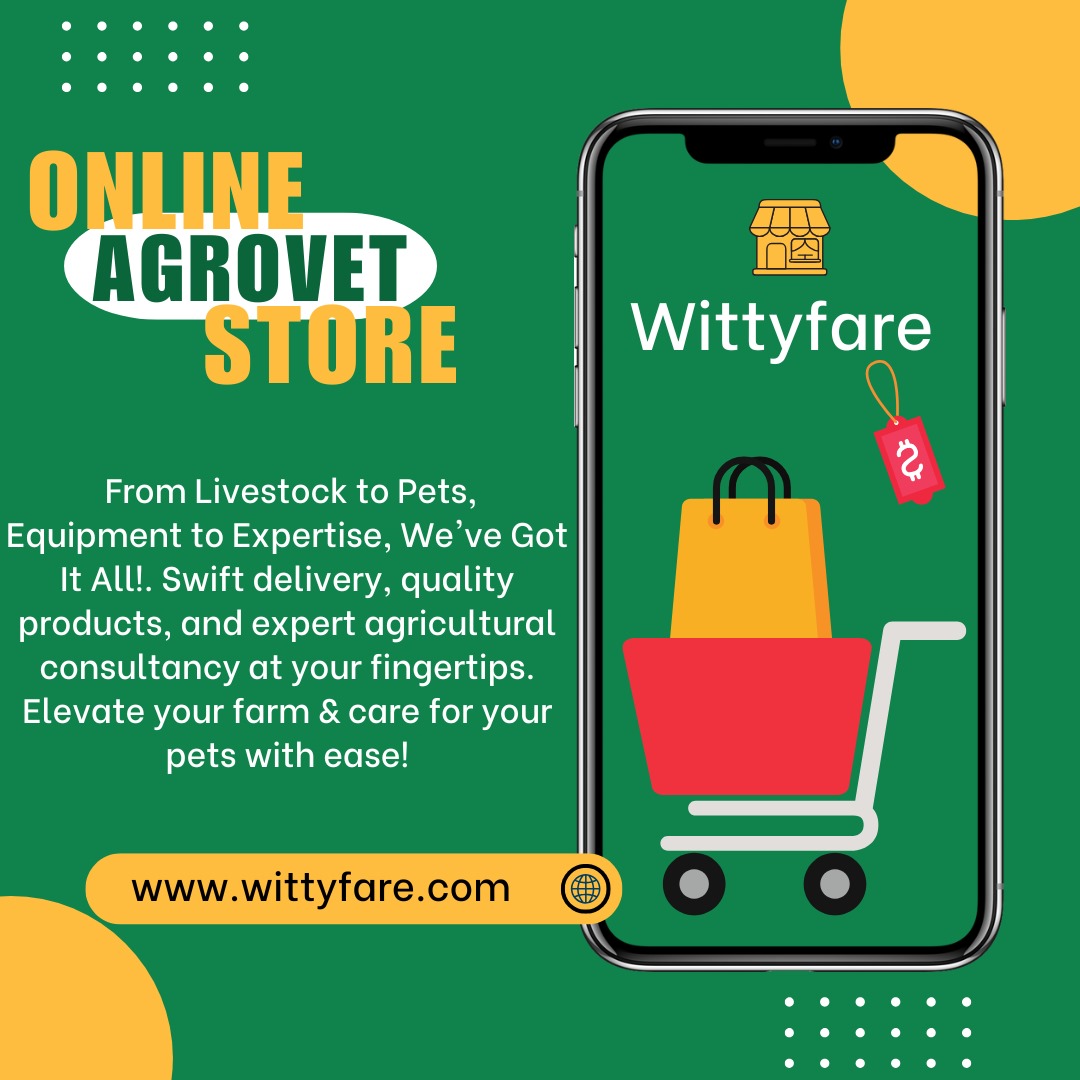 ONLINE
AGROVET
STORE
From Livestock to Pets,
Equipment to Expertise, We've Got
It All!. Swift delivery, quality
products, and expert agricultural
consultancy at your fingertips.
Elevate your farm & care for your
pets with ease!
www.wittyfare.com
Wittyfare